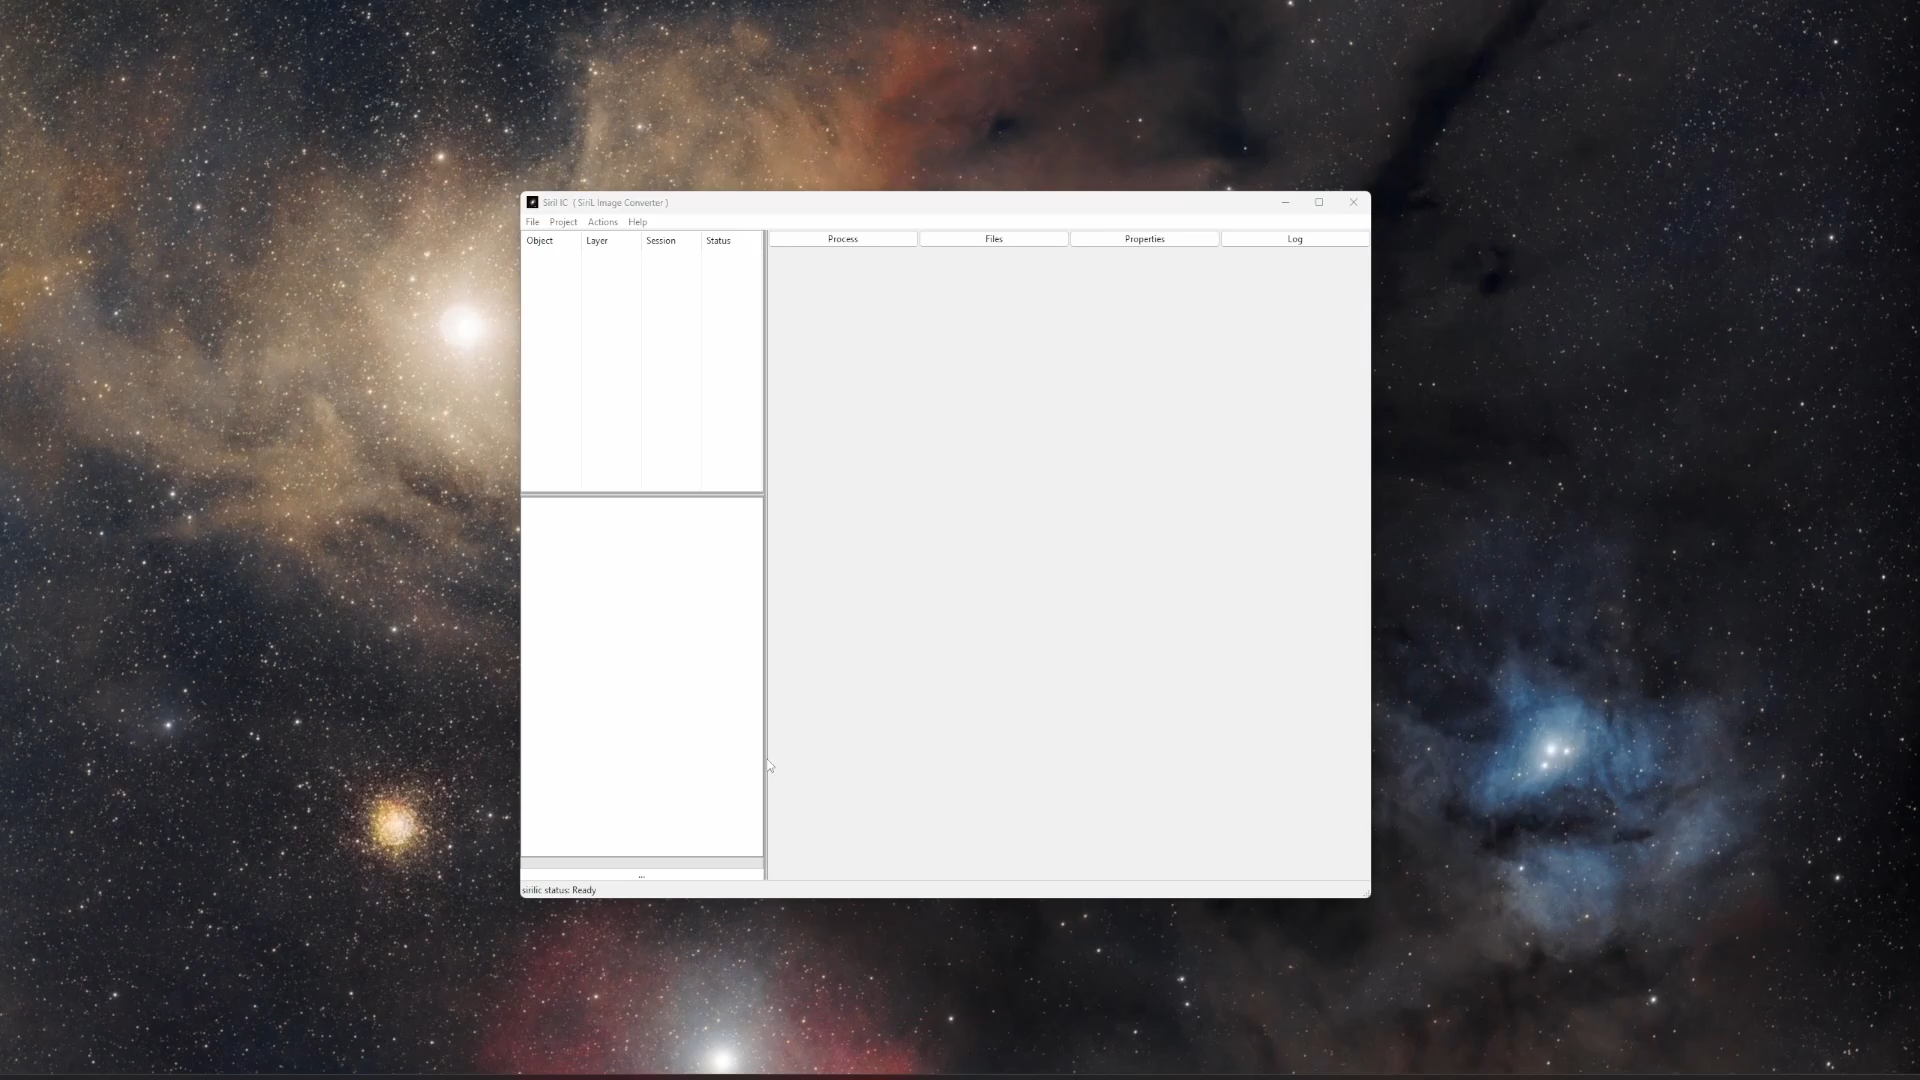 Siril IC ( SiriL Image Converter )
File Project Actions Help
Object Layer Session Status
Process Files Properties Log
...
sirilic status: Ready